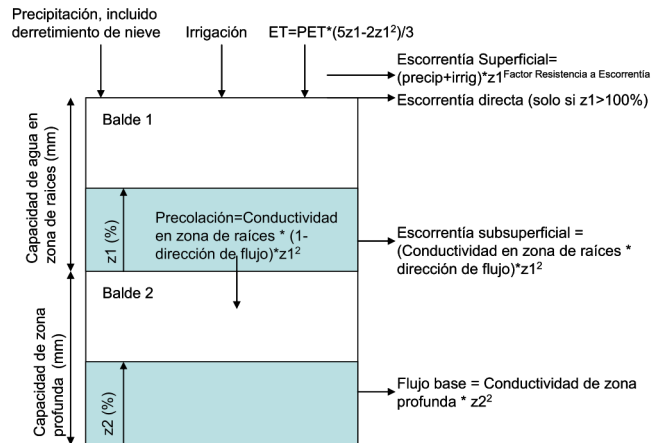 Precipitación, incluido
derretimiento de nieve
Irrigación
ET=PET*(5z1-2z1²)/3
Escorrentía Superficial=
(precip+irrig)*z1^Factor Resistencia a Escorrentía
Escorrentía directa (solo si z1>100%)
Balde 1
Capacidad de agua en
zona de raices (mm)
z1 (%)
Precolación=Conductividad
en zona de raíces * (1-
dirección de flujo)*z1²
Escorrentía subsuperficial =
(Conductividad en zona de raíces *
dirección de flujo)*z1²
Balde 2
Capacidad de zona
profunda (mm)
z2 (%)
Flujo base = Conductividad de zona
profunda * z2²